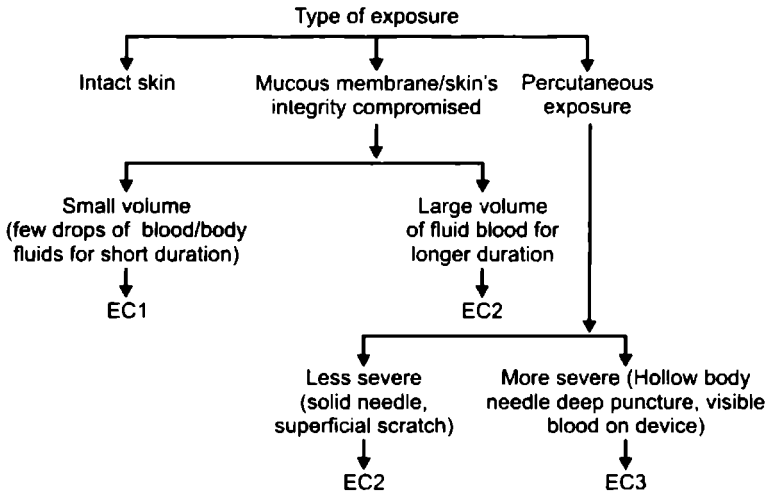 Type of exposure
Intact skin
Mucous membrane/skin's
integrity compromised
Percutaneous
exposure
Small volume
(few drops of blood/body
fluids for short duration)
EC1
Large volume
of fluid blood for
longer duration
EC2
Less severe
(solid needle,
superficial scratch)
EC2
More severe (Hollow body
needle deep puncture, visible
blood on device)
EC3